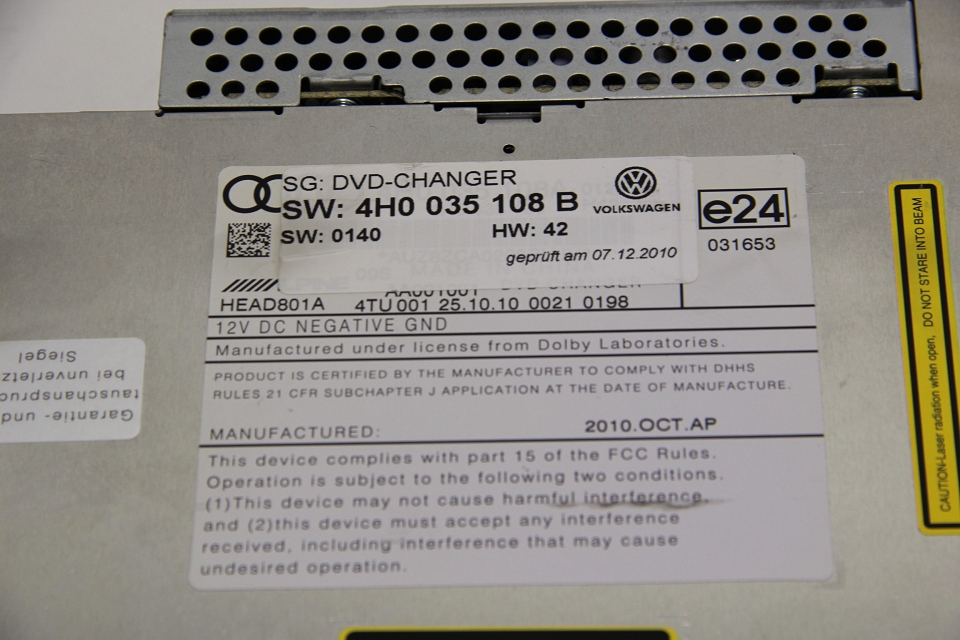 SG: DVD-CHANGER
SW: 4H0 035 108 B
SW: 0140 HW: 42
geprüft am 07.12.2010
VOLKSWAGEN
e24
031653
HEAD801A 4TU001 25.10.10 0021 0198
12V DC NEGATIVE GND
Manufactured under license from Dolby Laboratories.
PRODUCT IS CERTIFIED BY THE MANUFACTURER TO COMPLY WITH DHHS
RULES 21 CFR SUBCHAPTER J APPLICATION AT THE DATE OF MANUFACTURE.
MANUFACTURED: 2010.OCT.AP
This device complies with part 15 of the FCC Rules.
Operation is subject to the following two conditions.
(1)This device may not cause harmful interference,
and (2)this device must accept any interference
received, including interference that may cause
undesired operation.
CAUTION-Laser radiation when open, DO NOT STARE INTO BEAM
Garantie- und
bei unverletz
Siegel